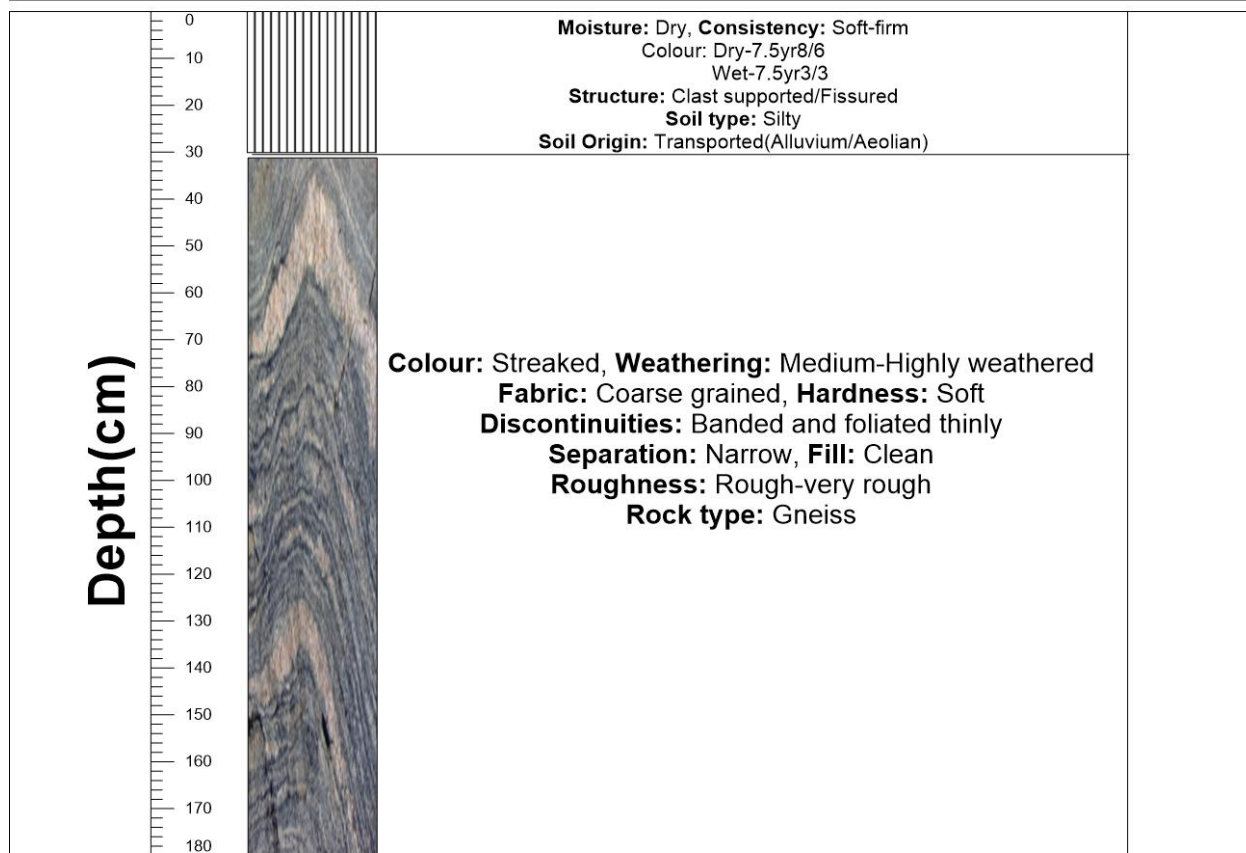 0
10
20
30
40
50
60
70
80
90
100
110
120
130
140
150
160
170
180
Depth(cm)
Moisture: Dry, Consistency: Soft-firm
Colour: Dry-7.5yr8/6
Wet-7.5yr3/3
Structure: Clast supported/Fissured
Soil type: Silty
Soil Origin: Transported(Alluvium/Aeolian)
Colour: Streaked, Weathering: Medium-Highly weathered
Fabric: Coarse grained, Hardness: Soft
Discontinuities: Banded and foliated thinly
Separation: Narrow, Fill: Clean
Roughness: Rough-very rough
Rock type: Gneiss